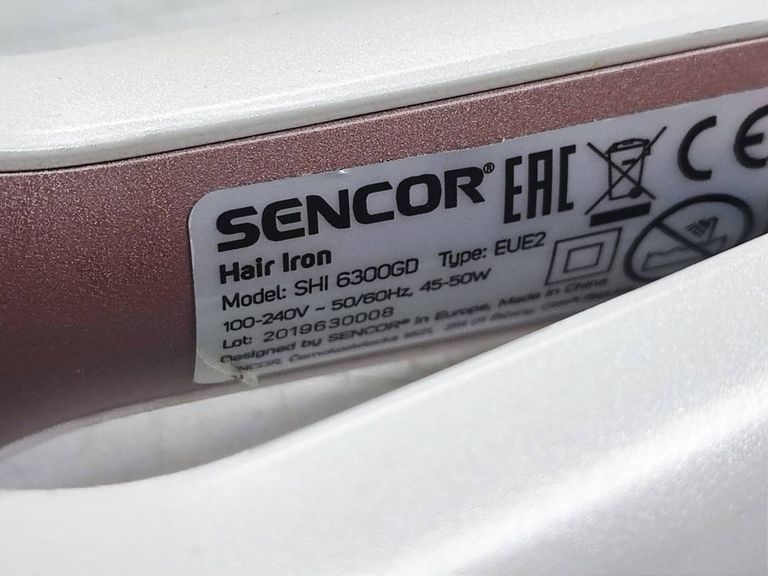 SENCOR®
EAC
CE
Hair Iron
Model: SHI 6300GD Type: EUE2
100-240V ~ 50/60Hz, 45-50W
Lot: 2019630008
Designed by SENCOR® in Europe, Made in China.